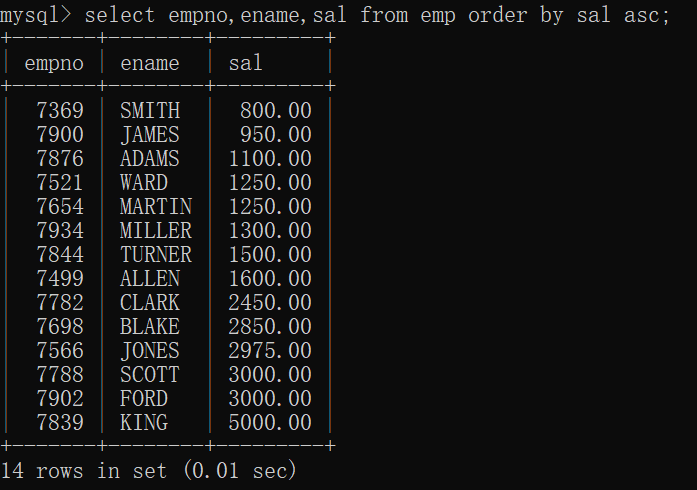 mysql> select empno,ename,sal from emp order by sal asc;
+-------+--------+---------+
| empno | ename  | sal     |
+-------+--------+---------+
|  7369 | SMITH  |  800.00 |
|  7900 | JAMES  |  950.00 |
|  7876 | ADAMS  | 1100.00 |
|  7521 | WARD   | 1250.00 |
|  7654 | MARTIN | 1250.00 |
|  7934 | MILLER | 1300.00 |
|  7844 | TURNER | 1500.00 |
|  7499 | ALLEN  | 1600.00 |
|  7782 | CLARK  | 2450.00 |
|  7698 | BLAKE  | 2850.00 |
|  7566 | JONES  | 2975.00 |
|  7788 | SCOTT  | 3000.00 |
|  7902 | FORD   | 3000.00 |
|  7839 | KING   | 5000.00 |
+-------+--------+---------+
14 rows in set (0.01 sec)